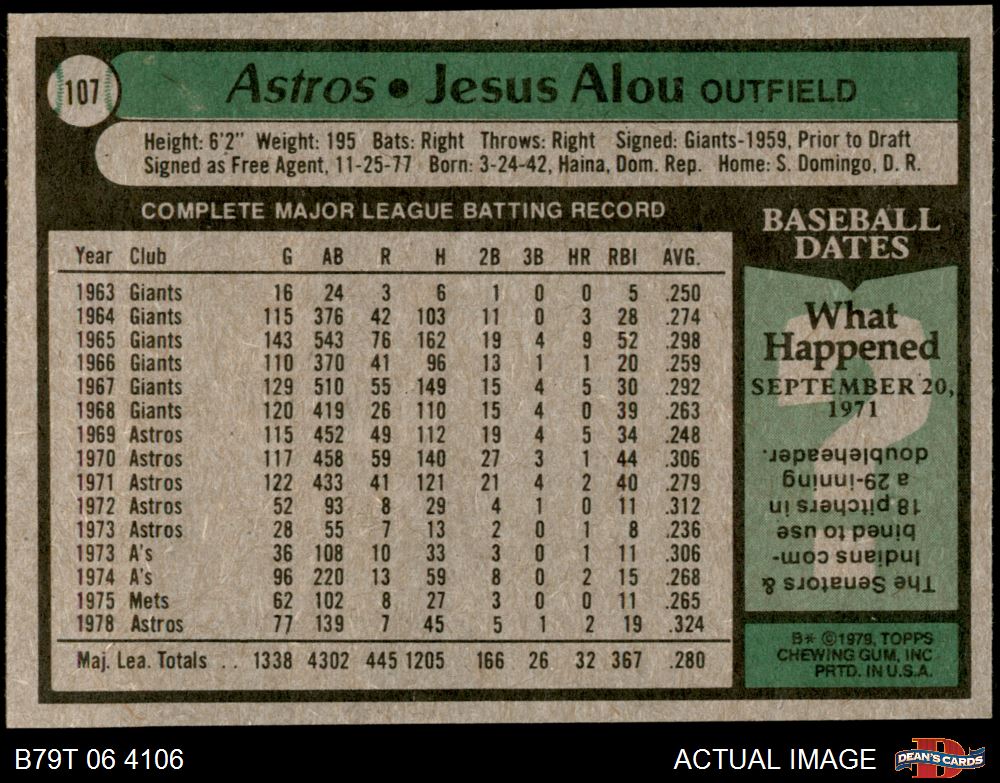 107
Astros • Jesus Alou OUTFIELD
Height: 6'2" Weight: 195 Bats: Right Throws: Right Signed: Giants-1959, Prior to Draft
Signed as Free Agent, 11-25-77 Born: 3-24-42, Haina, Dom. Rep. Home: S. Domingo, D. R.
COMPLETE MAJOR LEAGUE BATTING RECORD
Year Club G AB R H 2B 3B HR RBI AVG.
1963 Giants 16 24 3 6 1 0 0 5 .250
1964 Giants 115 376 42 103 11 0 3 28 .274
1965 Giants 143 543 76 162 19 4 9 52 .298
1966 Giants 110 370 41 96 13 1 1 20 .259
1967 Giants 129 510 55 149 15 4 5 30 .292
1968 Giants 120 419 26 110 15 4 0 39 .263
1969 Astros 115 452 49 112 19 4 5 34 .248
1970 Astros 117 458 59 140 27 3 1 44 .306
1971 Astros 122 433 41 121 21 4 2 40 .279
1972 Astros 52 93 8 29 4 1 0 11 .312
1973 Astros 28 55 7 13 2 0 1 8 .236
1973 A's 36 108 10 33 3 0 1 11 .306
1974 A's 96 220 13 59 8 0 2 15 .268
1975 Mets 62 102 8 27 3 0 0 11 .265
1978 Astros 77 139 7 45 5 1 2 19 .324
Maj. Lea. Totals . . 1338 4302 445 1205 166 26 32 367 .280
BASEBALL
DATES
What
Happened
SEPTEMBER 20,
1971
The Senators &
Indians com-
bined to use
18 pitchers in
a 29-inning
doubleheader.
B* ©1979, TOPPS
CHEWING GUM, INC
PRTD. IN U.S.A.
B79T 06 4106
ACTUAL IMAGE
DEAN'S CARDS